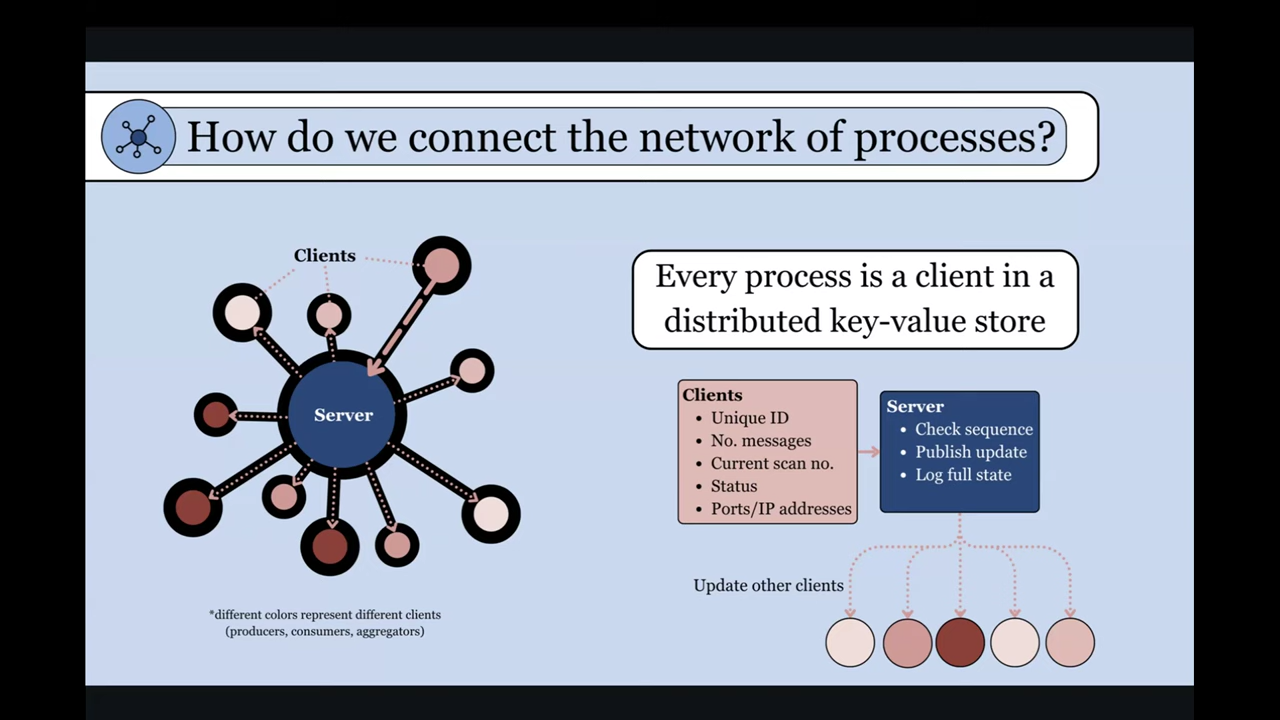 How do we connect the network of processes?
Clients
Server
*different colors represent different clients
(producers, consumers, aggregators)
Every process is a client in a
distributed key-value store
Clients
• Unique ID
• No. messages
• Current scan no.
• Status
• Ports/IP addresses
Server
• Check sequence
• Publish update
• Log full state
Update other clients